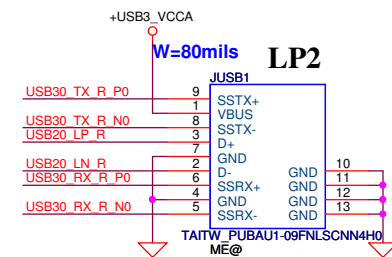 +USB3_VCCA
W=80mils LP2
JUSB1
USB30_TX_R_P0 9 SSTX+
1 VBUS
USB30_TX_R_N0 8 SSTX-
USB20_LP_R 3 D+
7 GND
USB20_LN_R 2 D- GND 10
USB30_RX_R_P0 6 SSRX+ GND 11
4 GND GND 12
USB30_RX_R_N0 5 SSRX- GND 13
TAITW_PUBAU1-09FNLSCNN4H0
ME@